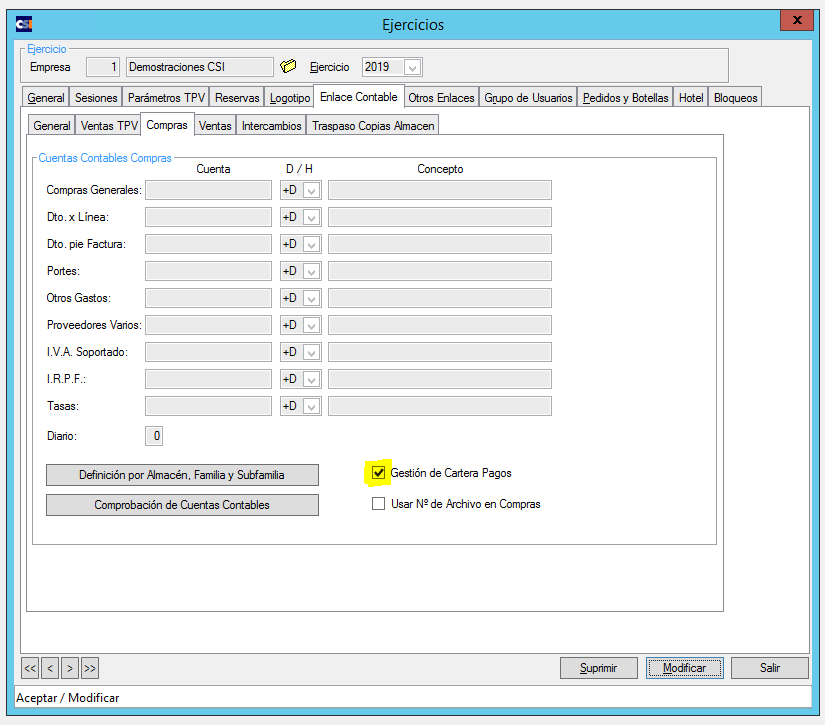 CSI Ejercicios X
Ejercicio
Empresa 1 Demostraciones CSI Ejercicio 2019
General Sesiones Parámetros TPV Reservas Logotipo Enlace Contable Otros Enlaces Grupo de Usuarios Pedidos y Botellas Hotel Bloqueos
General Ventas TPV Compras Ventas Intercambios Traspaso Copias Almacen
Cuentas Contables Compras
Cuenta D / H Concepto
Compras Generales: +D
Dto. x Línea: +D
Dto. pie Factura: +D
Portes: +D
Otros Gastos: +D
Proveedores Varios: +D
I.V.A. Soportado: +D
I.R.P.F.: +D
Tasas: +D
Diario: 0
Definición por Almacén, Familia y Subfamilia Gestión de Cartera Pagos
Comprobación de Cuentas Contables Usar Nº de Archivo en Compras
<< < > >> Suprimir Modificar Salir
Aceptar / Modificar